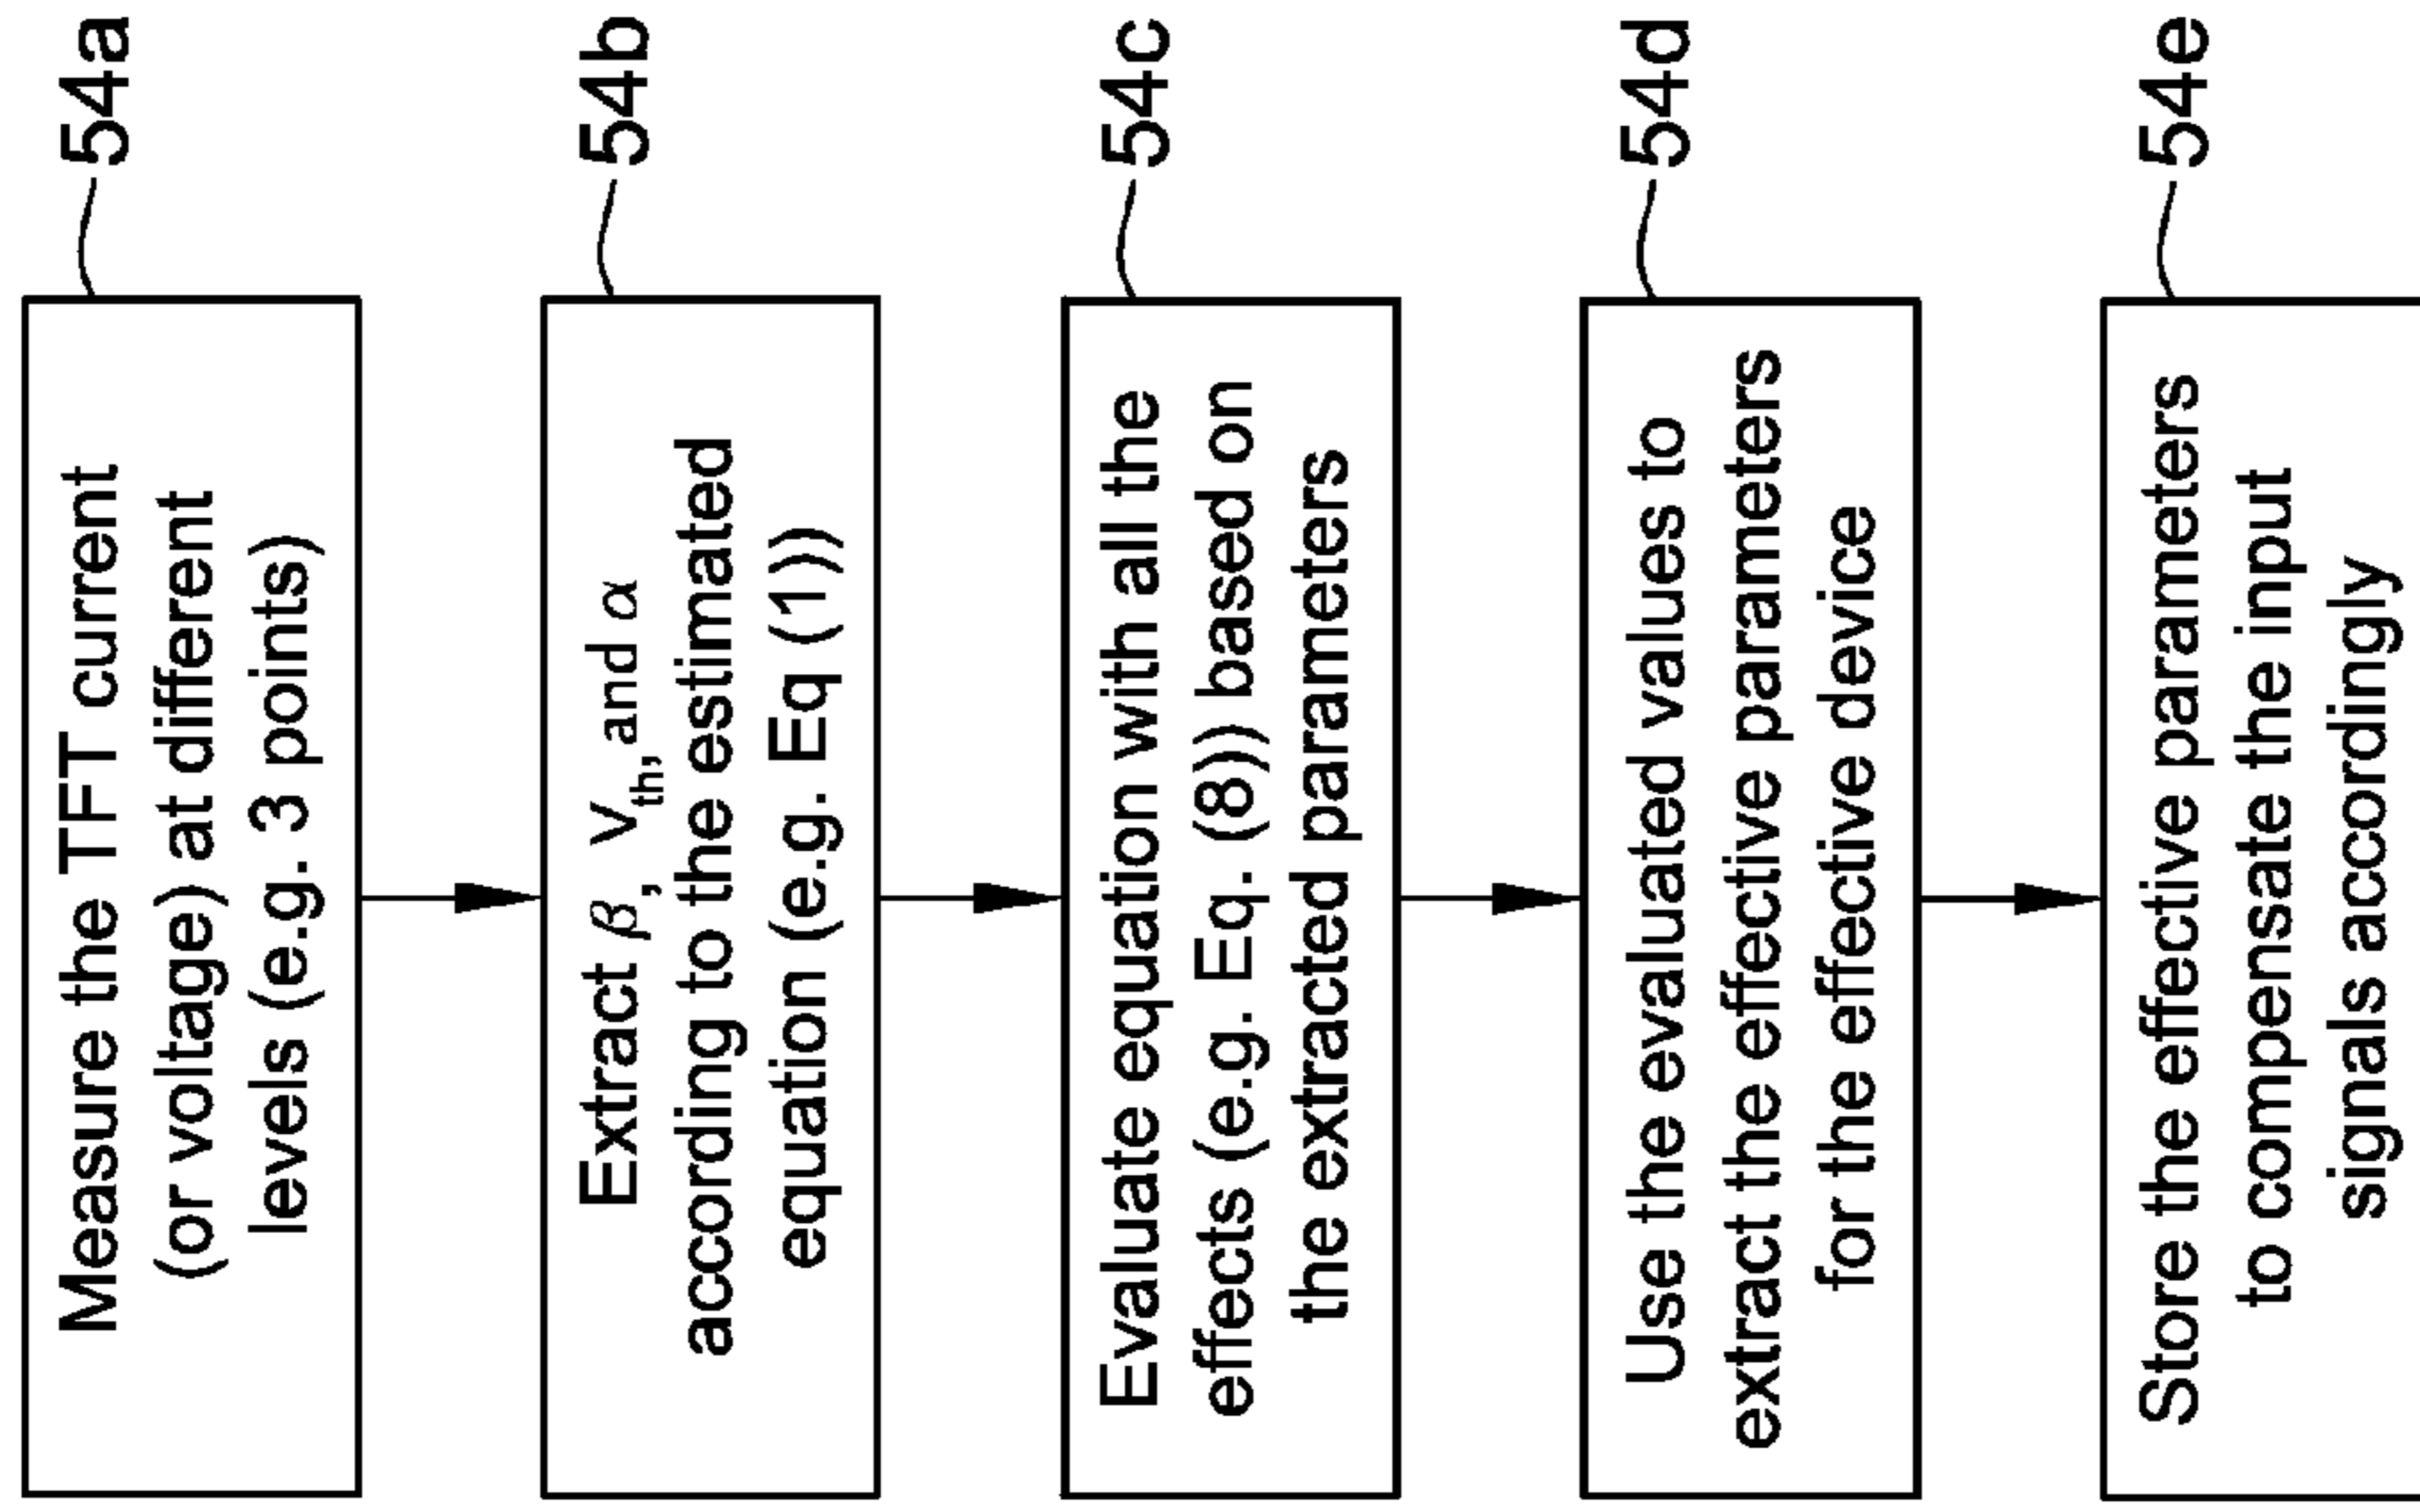 Measure the TFT current
(or voltage) at different
levels (e.g. 3 points)
54a
Extract β, Vth, and α
according to the estimated
equation (e.g. Eq (1))
54b
Evaluate equation with all the
effects (e.g. Eq. (8)) based on
the extracted parameters
54c
Use the evaluated values to
extract the effective parameters
for the effective device
54d
Store the effective parameters
to compensate the input
signals accordingly
54e